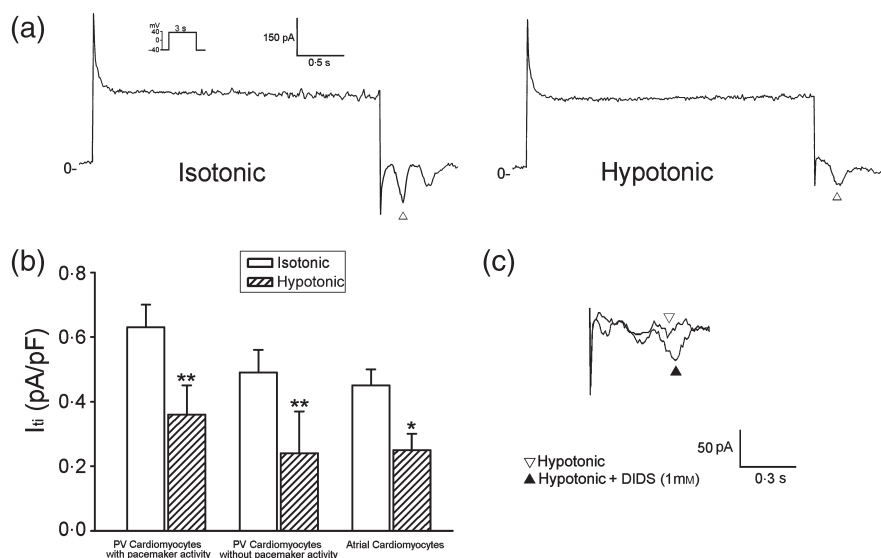 (a)
mV
40
0
-40
3 s
150 pA
0·5 s
0-
Isotonic
0-
Hypotonic
(b)
Isotonic
Hypotonic
0·8
0·6
0·4
0·2
0·0
Iti (pA/pF)
**
**
*
PV Cardiomyocytes
with pacemaker activity
PV Cardiomyocytes
without pacemaker activity
Atrial Cardiomyocytes
(c)
50 pA
0·3 s
▽ Hypotonic
▲ Hypotonic + DIDS (1mM)